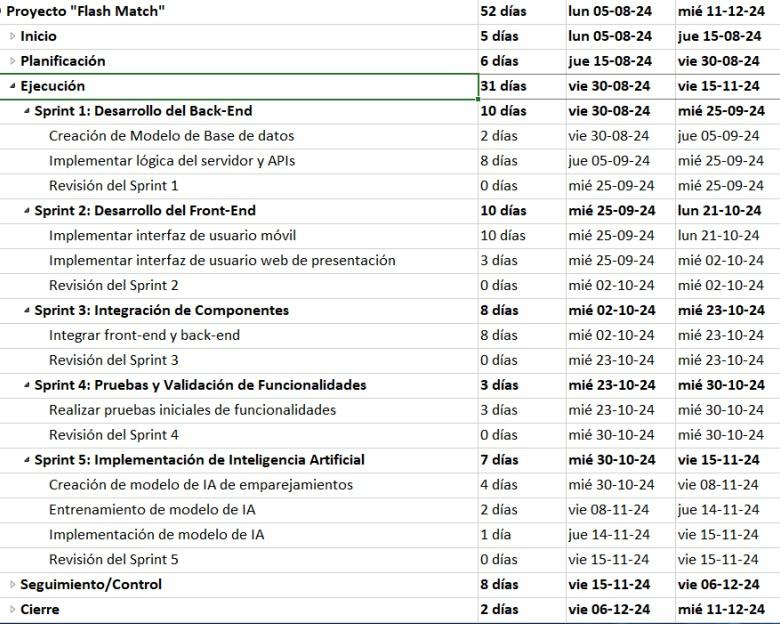 Proyecto "Flash Match" 52 días lun 05-08-24 mié 11-12-24
Inicio 5 días lun 05-08-24 jue 15-08-24
Planificación 6 días jue 15-08-24 vie 30-08-24
Ejecución 31 días vie 30-08-24 vie 15-11-24
Sprint 1: Desarrollo del Back-End 10 días vie 30-08-24 mié 25-09-24
Creación de Modelo de Base de datos 2 días vie 30-08-24 jue 05-09-24
Implementar lógica del servidor y APIs 8 días jue 05-09-24 mié 25-09-24
Revisión del Sprint 1 0 días mié 25-09-24 mié 25-09-24
Sprint 2: Desarrollo del Front-End 10 días mié 25-09-24 lun 21-10-24
Implementar interfaz de usuario móvil 10 días mié 25-09-24 lun 21-10-24
Implementar interfaz de usuario web de presentación 3 días mié 25-09-24 mié 02-10-24
Revisión del Sprint 2 0 días mié 02-10-24 mié 02-10-24
Sprint 3: Integración de Componentes 8 días mié 02-10-24 mié 23-10-24
Integrar front-end y back-end 8 días mié 02-10-24 mié 23-10-24
Revisión del Sprint 3 0 días mié 23-10-24 mié 23-10-24
Sprint 4: Pruebas y Validación de Funcionalidades 3 días mié 23-10-24 mié 30-10-24
Realizar pruebas iniciales de funcionalidades 3 días mié 23-10-24 mié 30-10-24
Revisión del Sprint 4 0 días mié 30-10-24 mié 30-10-24
Sprint 5: Implementación de Inteligencia Artificial 7 días mié 30-10-24 vie 15-11-24
Creación de modelo de IA de emparejamientos 4 días mié 30-10-24 vie 08-11-24
Entrenamiento de modelo de IA 2 días vie 08-11-24 jue 14-11-24
Implementación de modelo de IA 1 día jue 14-11-24 vie 15-11-24
Revisión del Sprint 5 0 días vie 15-11-24 vie 15-11-24
Seguimiento/Control 8 días vie 15-11-24 vie 06-12-24
Cierre 2 días vie 06-12-24 mié 11-12-24